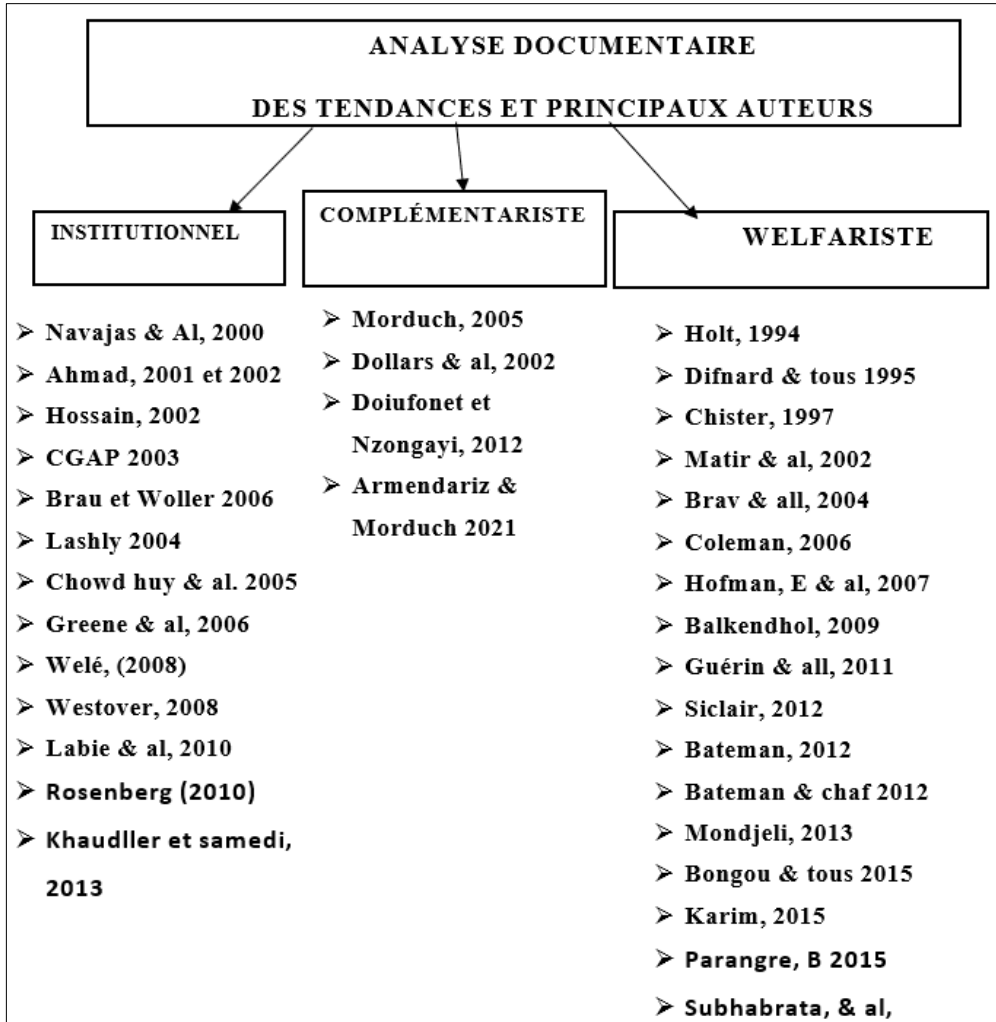 ANALYSE DOCUMENTAIRE
DES TENDANCES ET PRINCIPAUX AUTEURS
INSTITUTIONNEL
➢ Navajas & Al, 2000
➢ Ahmad, 2001 et 2002
➢ Hossain, 2002
➢ CGAP 2003
➢ Brau et Woller 2006
➢ Lashly 2004
➢ Chowd huy & al. 2005
➢ Greene & al, 2006
➢ Welé, (2008)
➢ Westover, 2008
➢ Labie & al, 2010
➢ Rosenberg (2010)
➢ Khaudller et samedi,
2013
COMPLÉMENTARISTE
➢ Morduch, 2005
➢ Dollars & al, 2002
➢ Doiufonet et
Nzongayi, 2012
➢ Armendariz &
Morduch 2021
WELFARISTE
➢ Holt, 1994
➢ Difnard & tous 1995
➢ Chister, 1997
➢ Matir & al, 2002
➢ Brav & all, 2004
➢ Coleman, 2006
➢ Hofman, E & al, 2007
➢ Balkendhol, 2009
➢ Guérin & all, 2011
➢ Siclair, 2012
➢ Bateman, 2012
➢ Bateman & chaf 2012
➢ Mondjeli, 2013
➢ Bongou & tous 2015
➢ Karim, 2015
➢ Parangre, B 2015
➢ Subhabrata, & al,